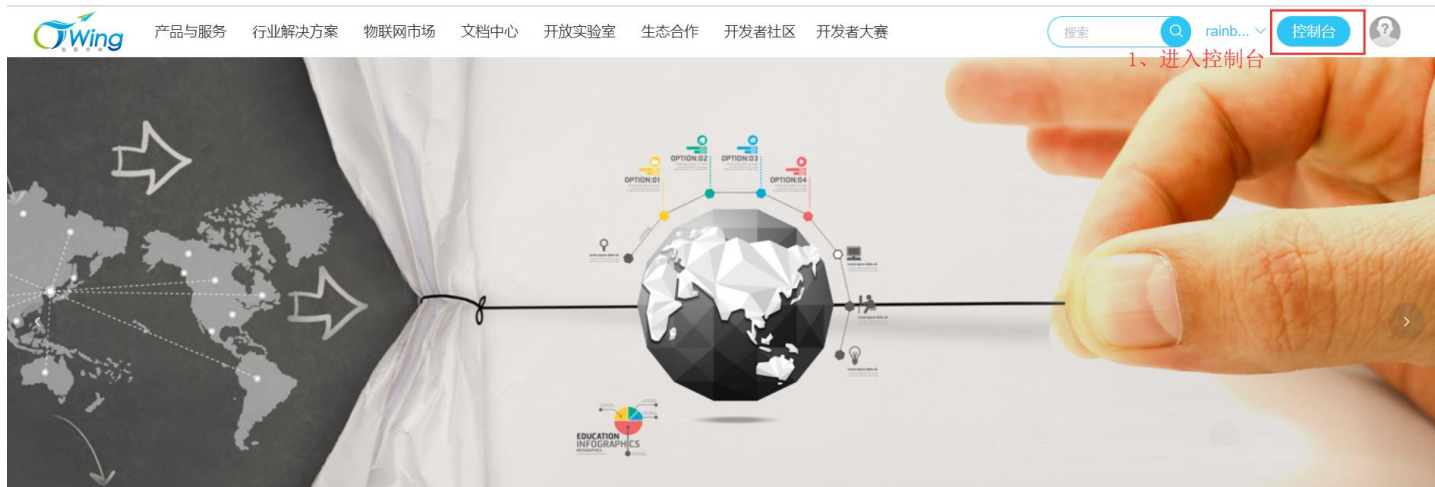 Wing
产品与服务 行业解决方案 物联网市场 文档中心 开放实验室 生态合作 开发者社区 开发者大赛
搜索
rainb...
控制台
1、进入控制台
OPTION:01
OPTION:02
OPTION:03
OPTION:04
EDUCATION
INFOGRAPHICS